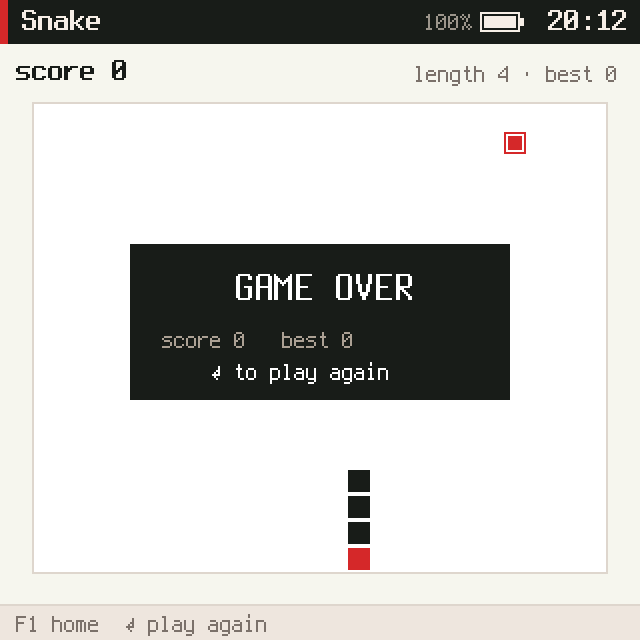 Snake 100% 20:12
score 0 length 4 · best 0
GAME OVER
score 0 best 0
↲ to play again
F1 home ↲ play again